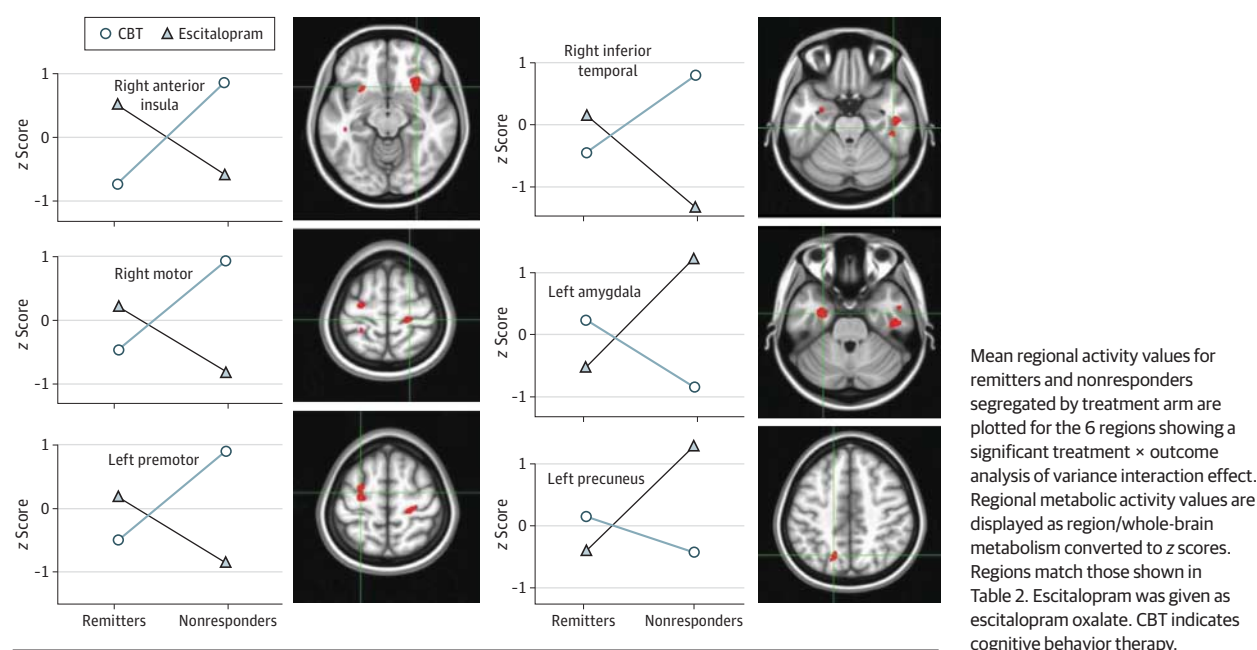 CBT Escitalopram
1
0
-1
z Score
Right anterior
insula
1
0
-1
z Score
Right motor
1
0
-1
z Score
Left premotor
Remitters Nonresponders
1
0
-1
z Score
Right inferior
temporal
1
0
-1
z Score
Left amygdala
1
0
-1
z Score
Left precuneus
Remitters Nonresponders
Mean regional activity values for
remitters and nonresponders
segregated by treatment arm are
plotted for the 6 regions showing a
significant treatment × outcome
analysis of variance interaction effect.
Regional metabolic activity values are
displayed as region/whole-brain
metabolism converted to z scores.
Regions match those shown in
Table 2. Escitalopram was given as
escitalopram oxalate. CBT indicates
cognitive behavior therapy.